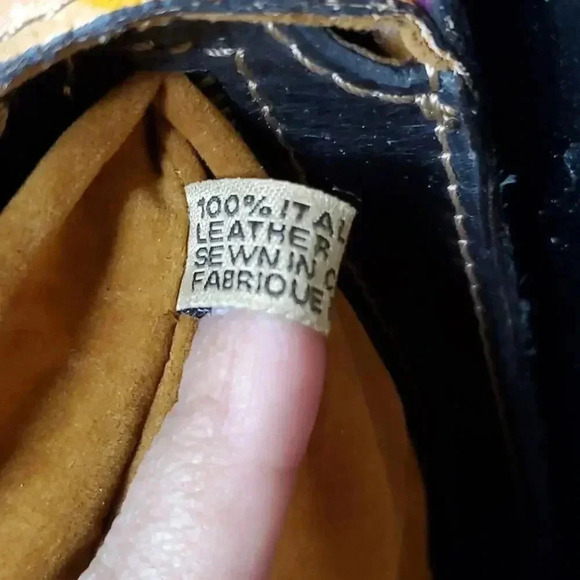 100% ITAL
LEATHER
SEWN IN C
FABRIQUE